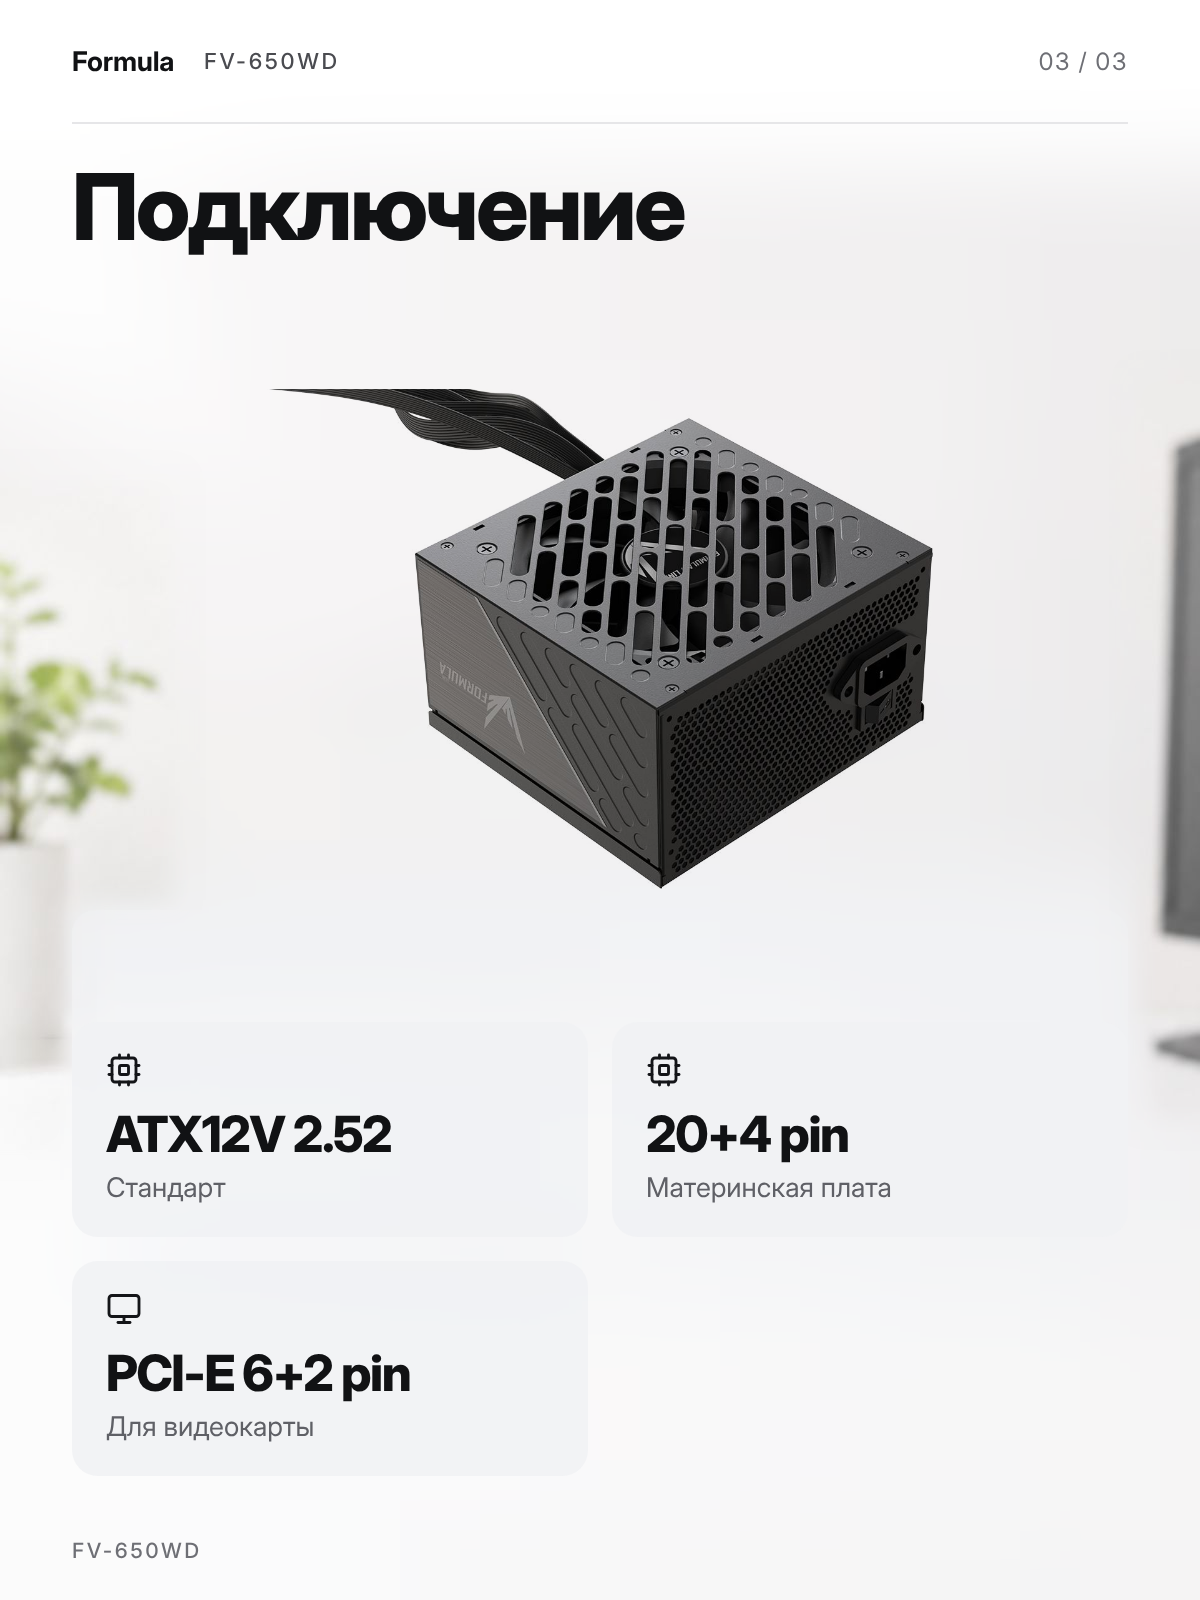 Formula FV-650WD 03 / 03
Подключение
FORMULA
ATX12V 2.52
Стандарт
20+4 pin
Материнская плата
PCI-E 6+2 pin
Для видеокарты
FV-650WD